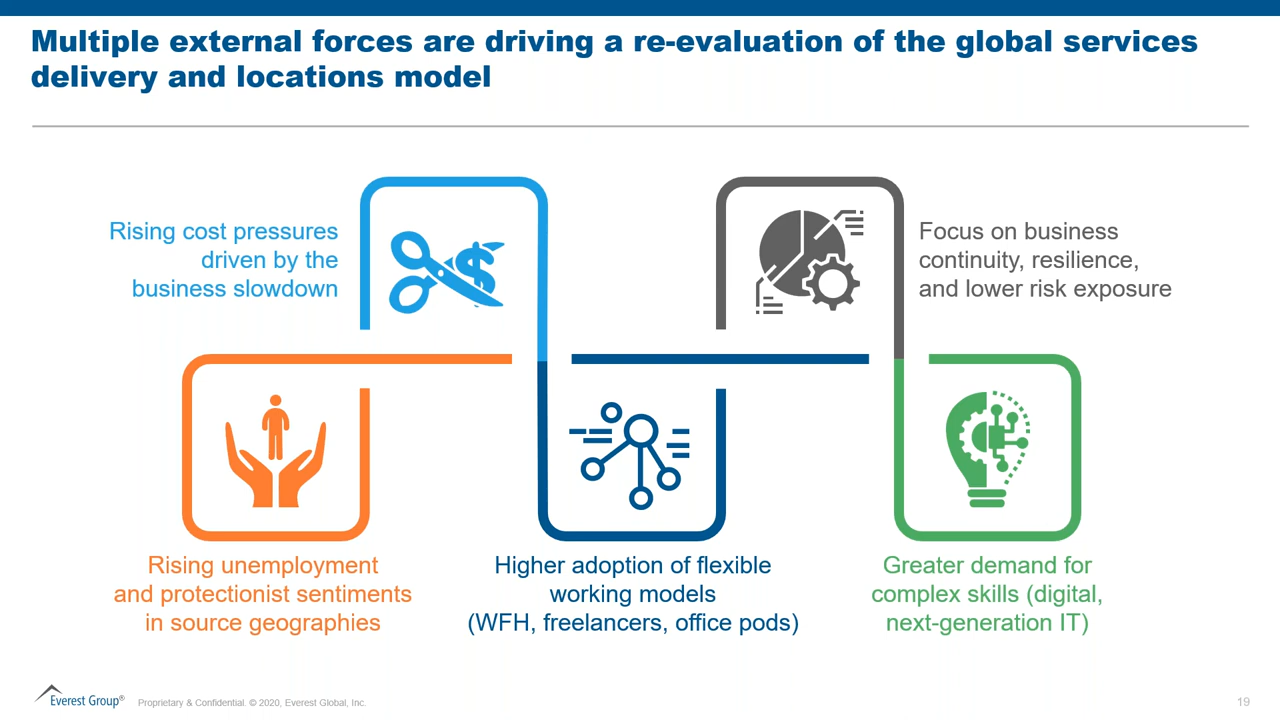 Multiple external forces are driving a re-evaluation of the global services
delivery and locations model
Rising cost pressures
driven by the
business slowdown
Focus on business
continuity, resilience,
and lower risk exposure
Rising unemployment
and protectionist sentiments
in source geographies
Higher adoption of flexible
working models
(WFH, freelancers, office pods)
Greater demand for
complex skills (digital,
next-generation IT)
Everest Group®
Proprietary & Confidential. © 2020, Everest Global, Inc.
19